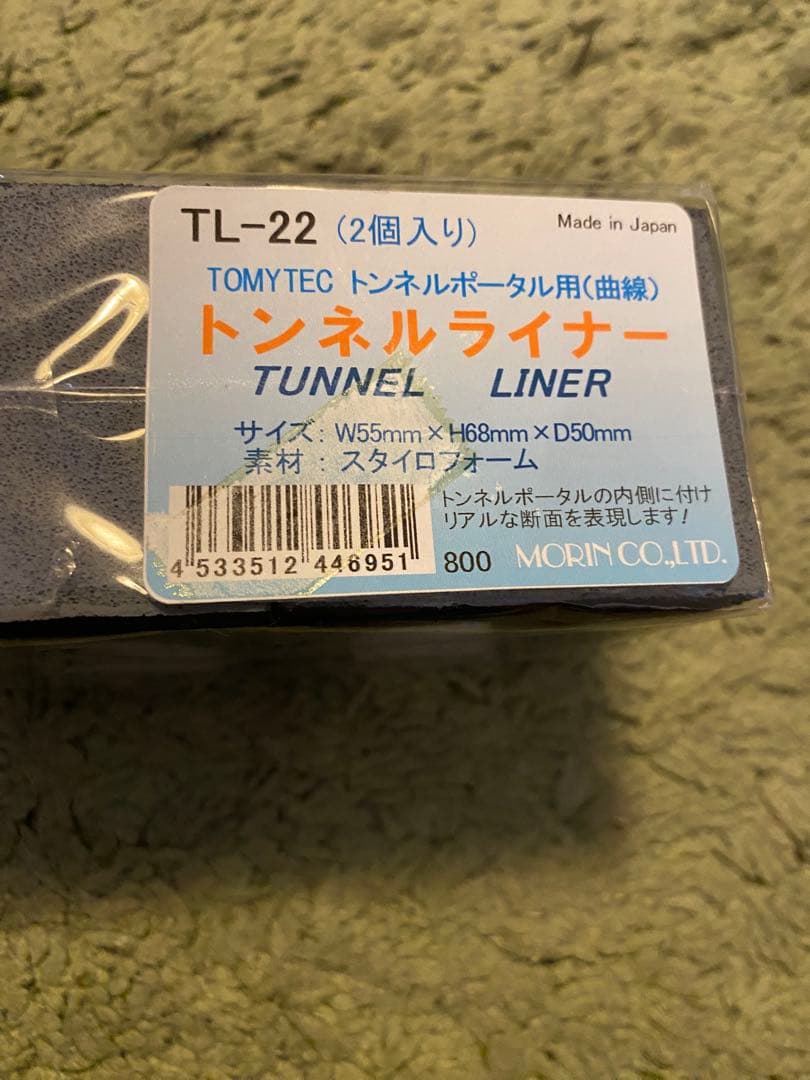 TL-22 (2個入り) Made in Japan
TOMYTEC トンネルポータル用(曲線)
トンネルライナー
TUNNEL LINER
サイズ: W55mm×H68mm×D50mm
素材 : スタイロフォーム
トンネルポータルの内側に付け
リアルな断面を表現します!
4 533512 446951 800 MORIN CO.,LTD.